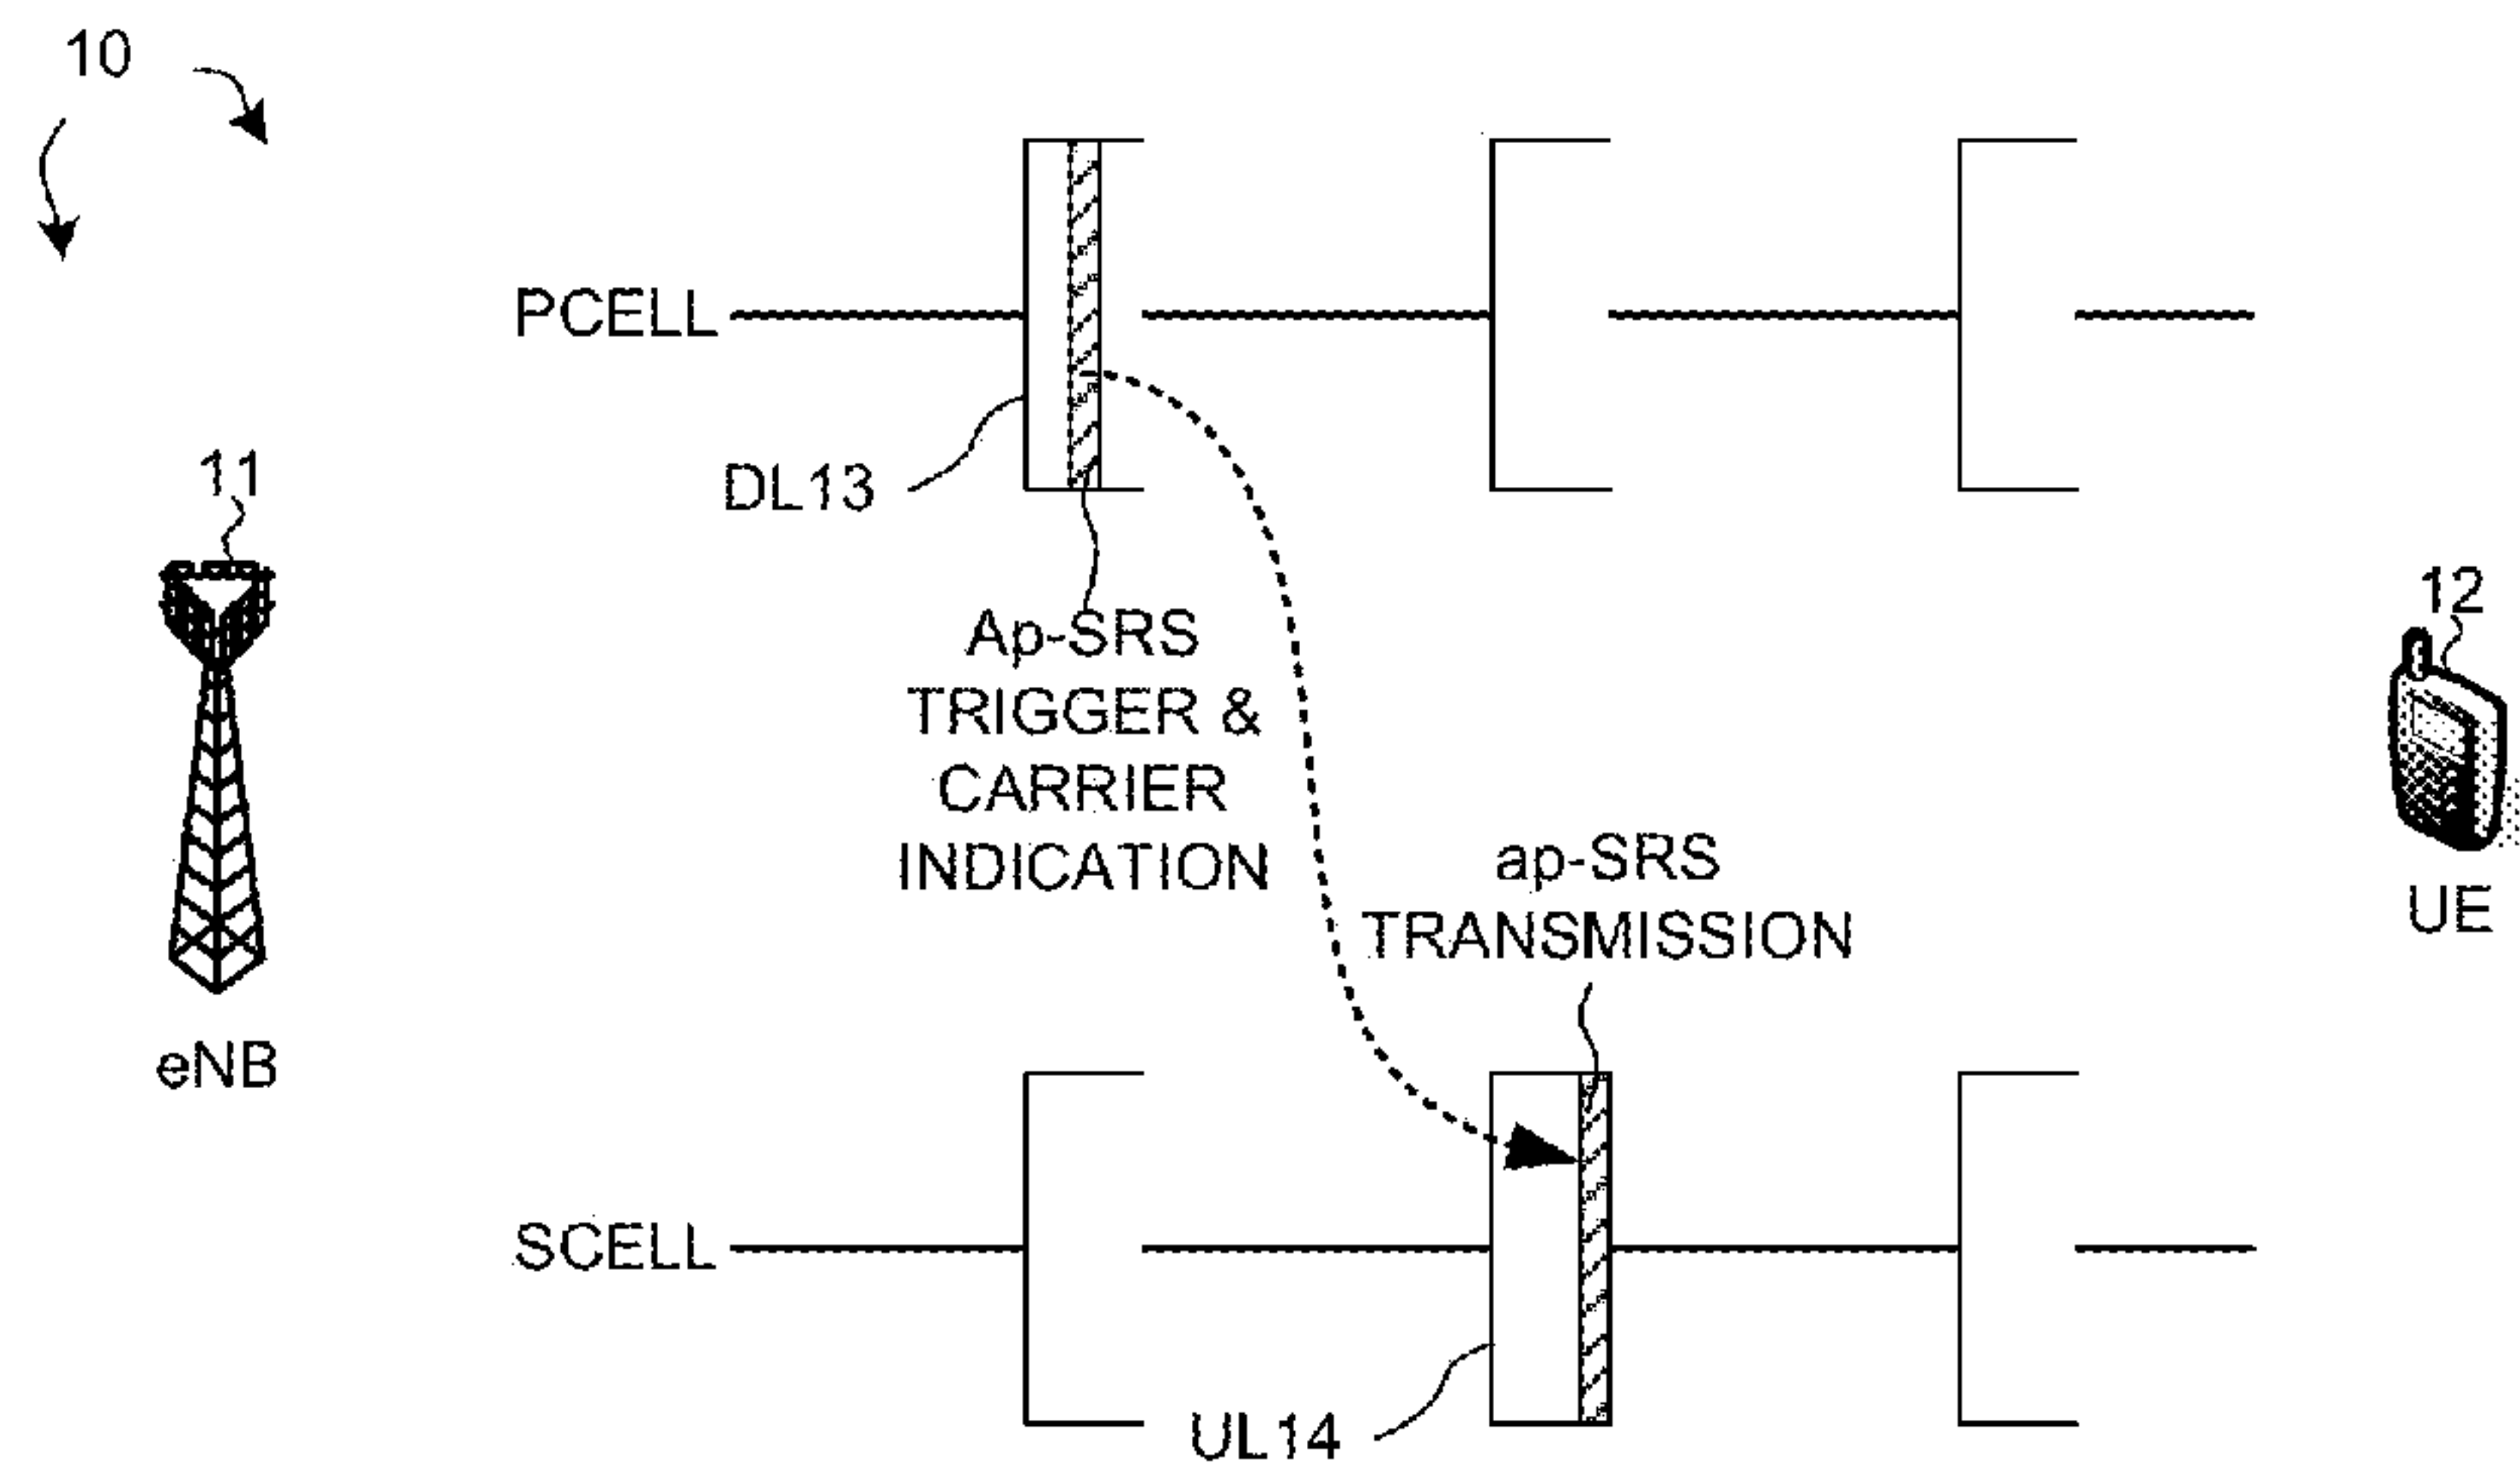 10
PCELL
DL13
11
Ap-SRS
TRIGGER &
CARRIER
INDICATION
12
ap-SRS
TRANSMISSION
UE
eNB
SCELL
UL14